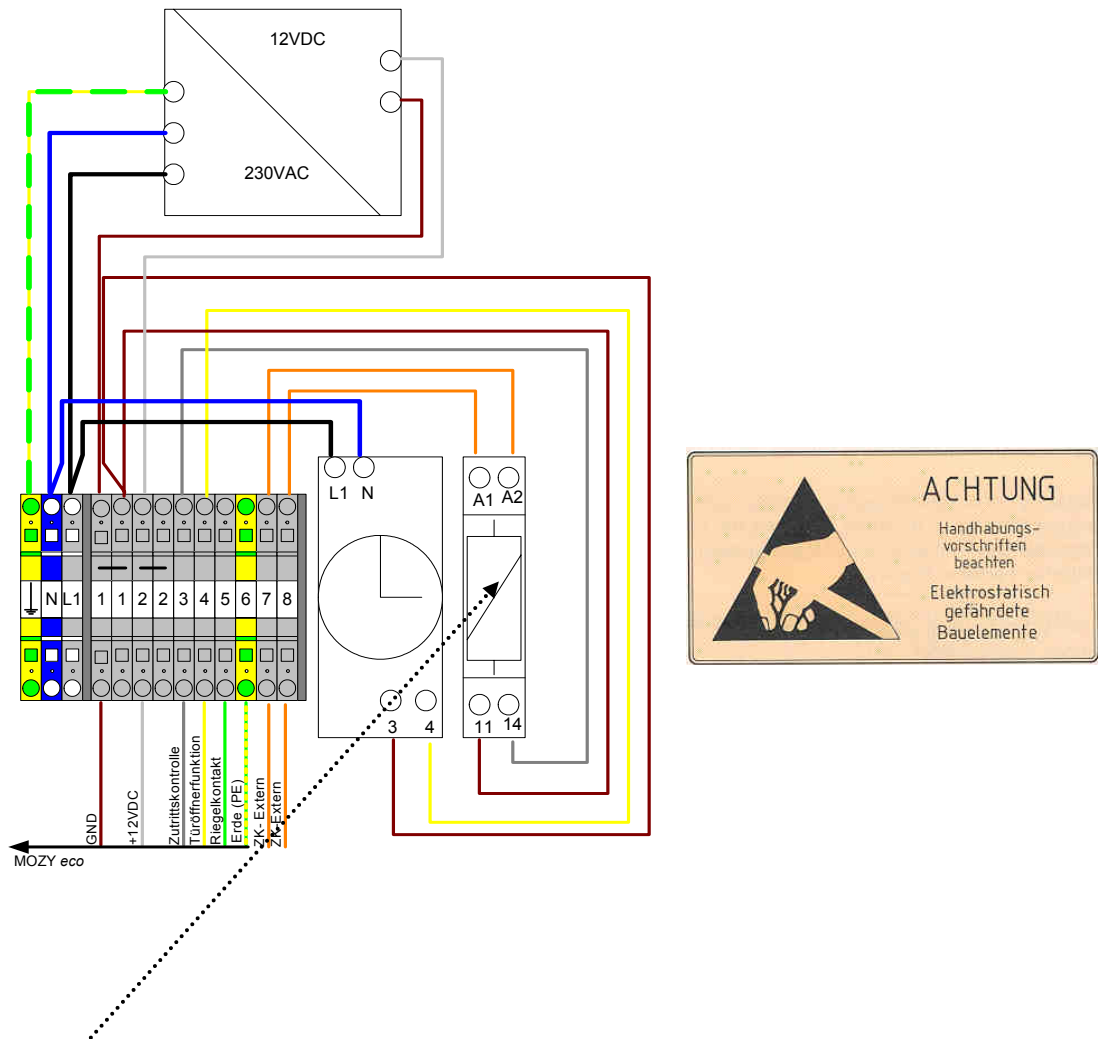 12VDC
230VAC
L1 N
A1 A2
N L1 1 1 2 2 3 4 5 6 7 8
3 4
11 14
GND
+12VDC
Zutrittskontrolle
Türöffnerfunktion
Riegelkontakt
Erde (PE)
ZK- Extern
ZK-Extern
MOZY eco
ACHTUNG
Handhabungs-
vorschriften
beachten
Elektrostatisch
gefährdete
Bauelemente